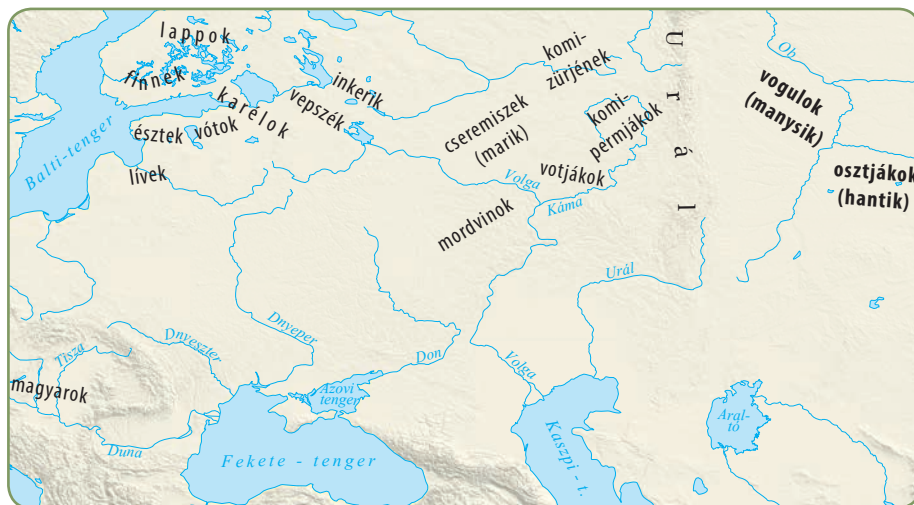 lappok
finnek
karélok
vepszék
inkerik
észtek
vótok
lívek
Balti-tenger
komi-
zürjének
cseremiszek
(marik)
komi-
permjákok
votjákok
mordvinok
Volga
Káma
Urál
Ob
vogulok
(manysik)
osztjákok
(hantik)
Urál
magyarok
Tisza
Dnyeszter
Dnyeper
Don
Volga
Duna
Azovi
tenger
Fekete - tenger
Kaszpi - t.
Aral-
tó